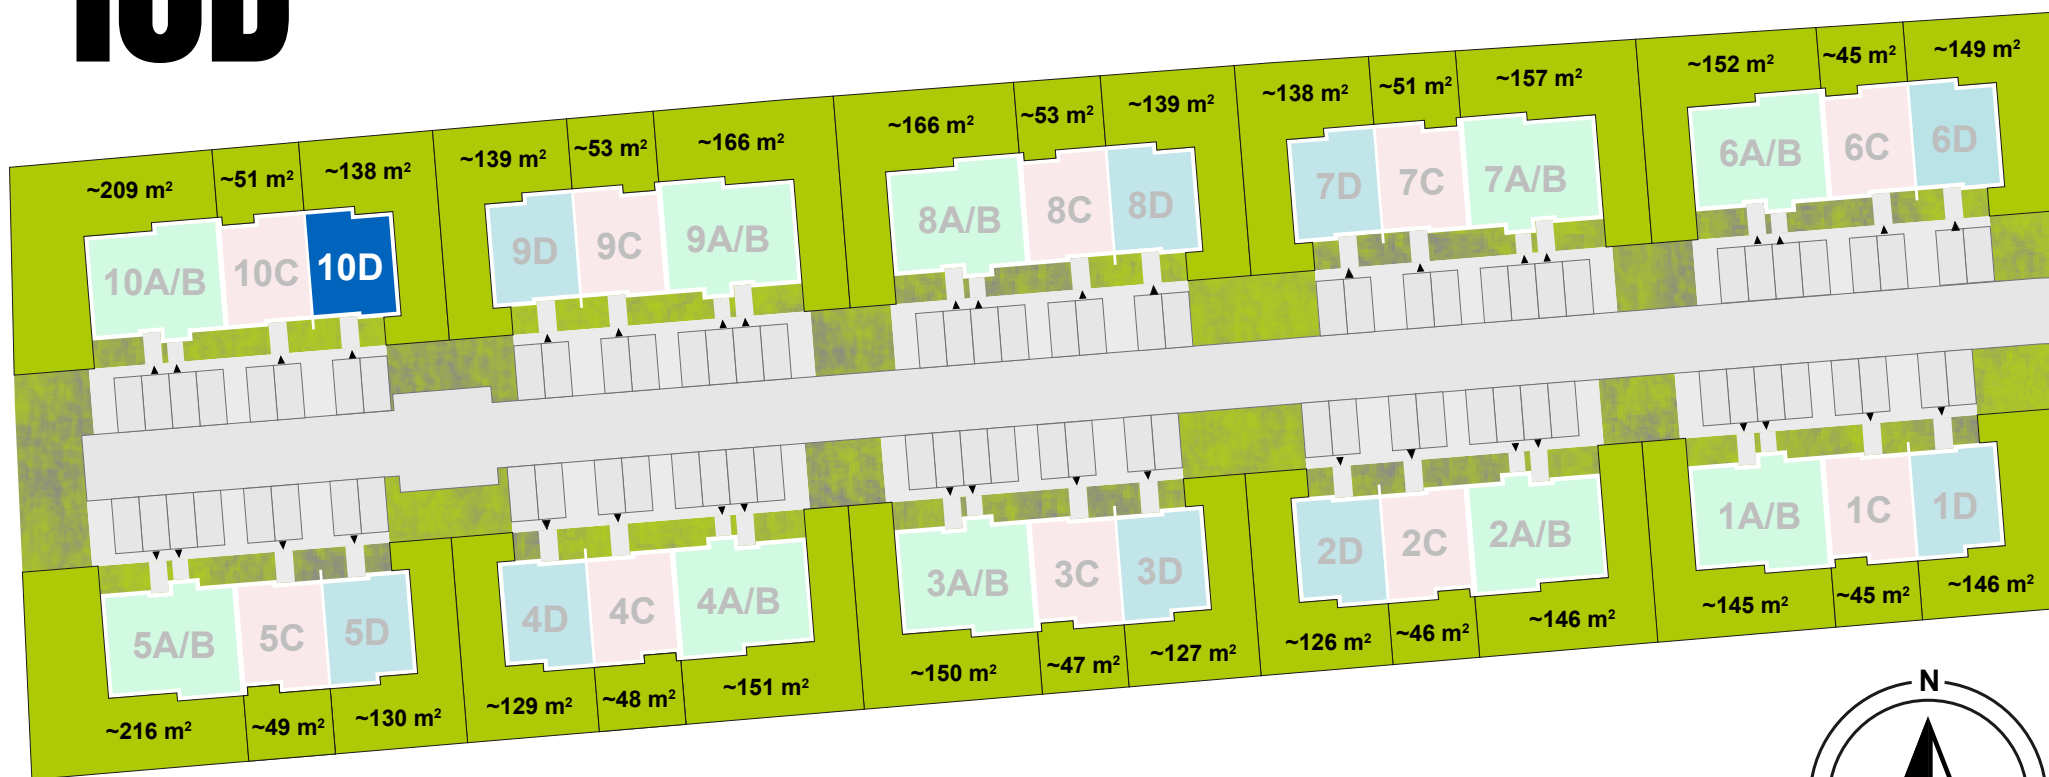 10D
~209 m²
~51 m²
~138 m²
~139 m²
~53 m²
~166 m²
~166 m²
~53 m²
~139 m²
~138 m²
~51 m²
~157 m²
~152 m²
~45 m²
~149 m²
10A/B
10C
10D
9D
9C
9A/B
8A/B
8C
8D
7D
7C
7A/B
6A/B
6C
6D
5A/B
5C
5D
4D
4C
4A/B
3A/B
3C
3D
2D
2C
2A/B
1A/B
1C
1D
~216 m²
~49 m²
~130 m²
~129 m²
~48 m²
~151 m²
~150 m²
~47 m²
~127 m²
~126 m²
~46 m²
~146 m²
~145 m²
~45 m²
~146 m²
N